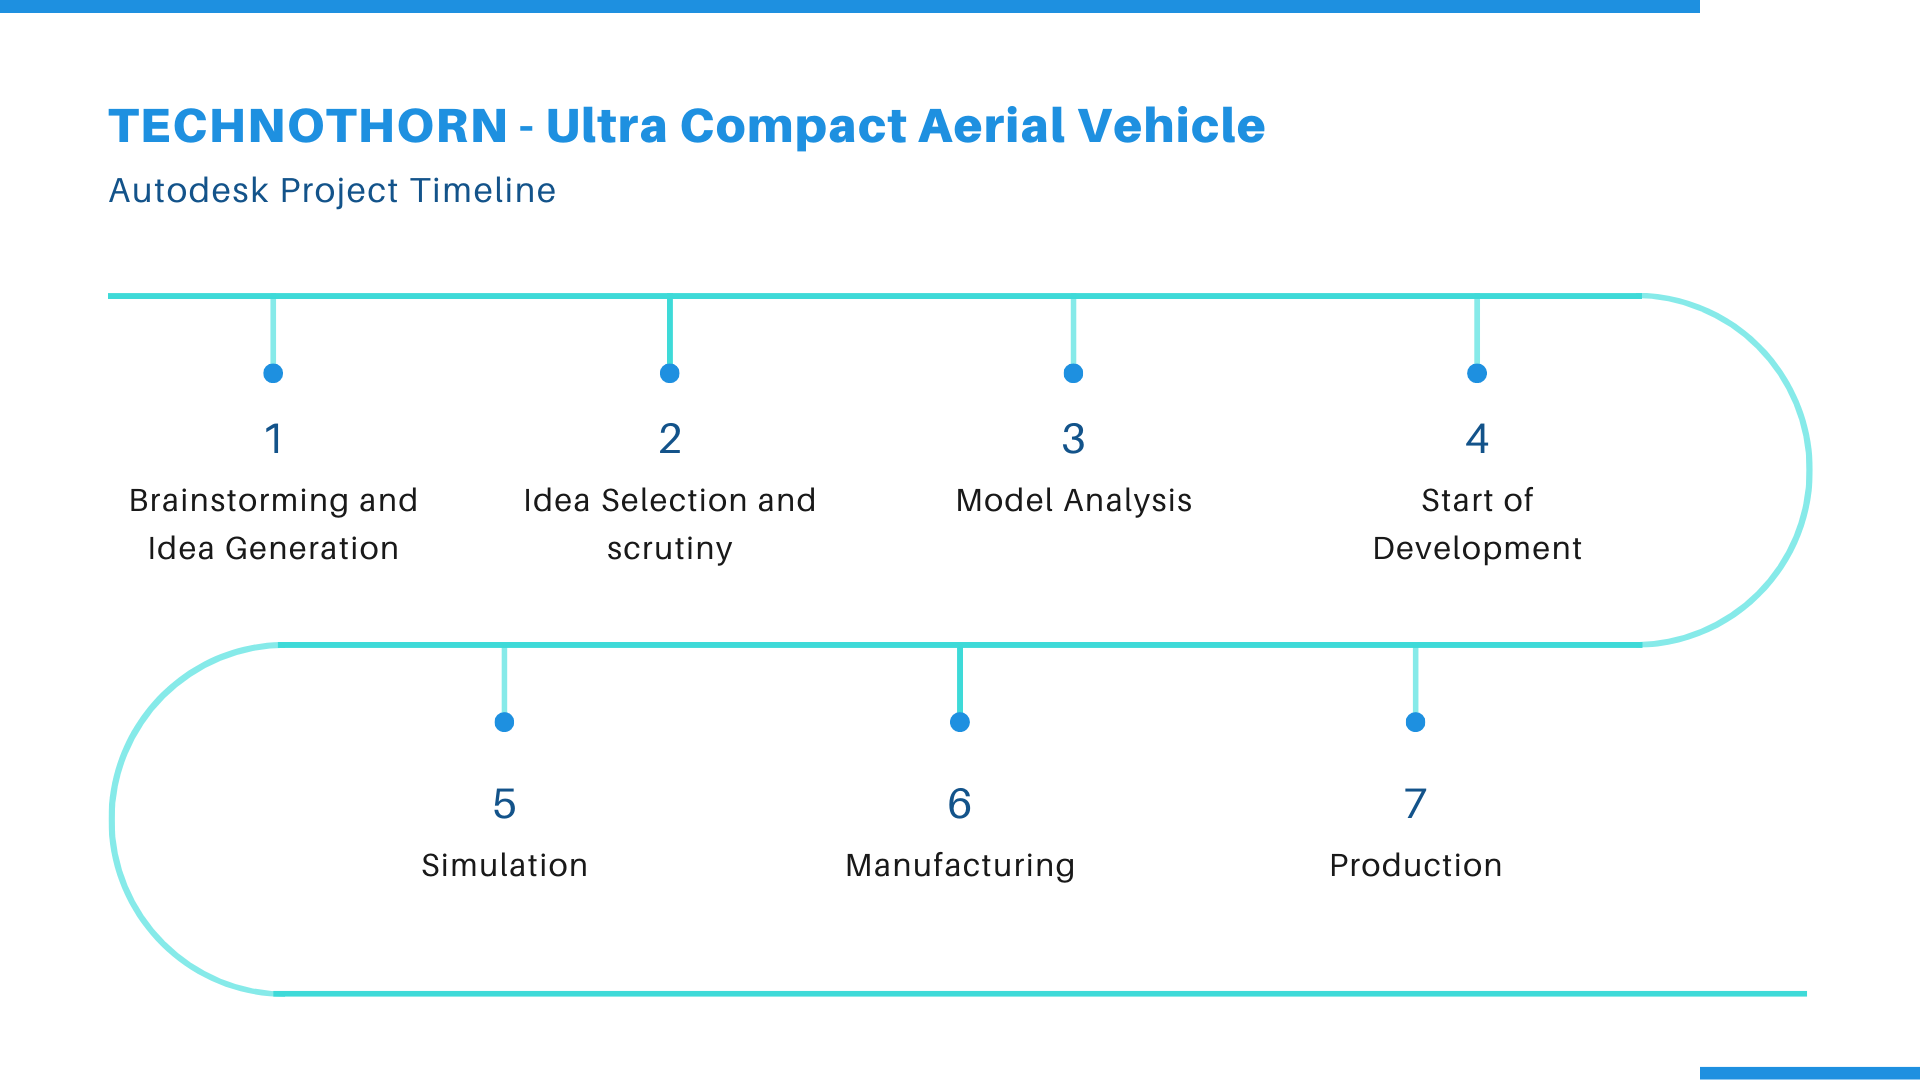 TECHNOTHORN - Ultra Compact Aerial Vehicle
Autodesk Project Timeline
1
Brainstorming and
Idea Generation
2
Idea Selection and
scrutiny
3
Model Analysis
4
Start of
Development
5
Simulation
6
Manufacturing
7
Production